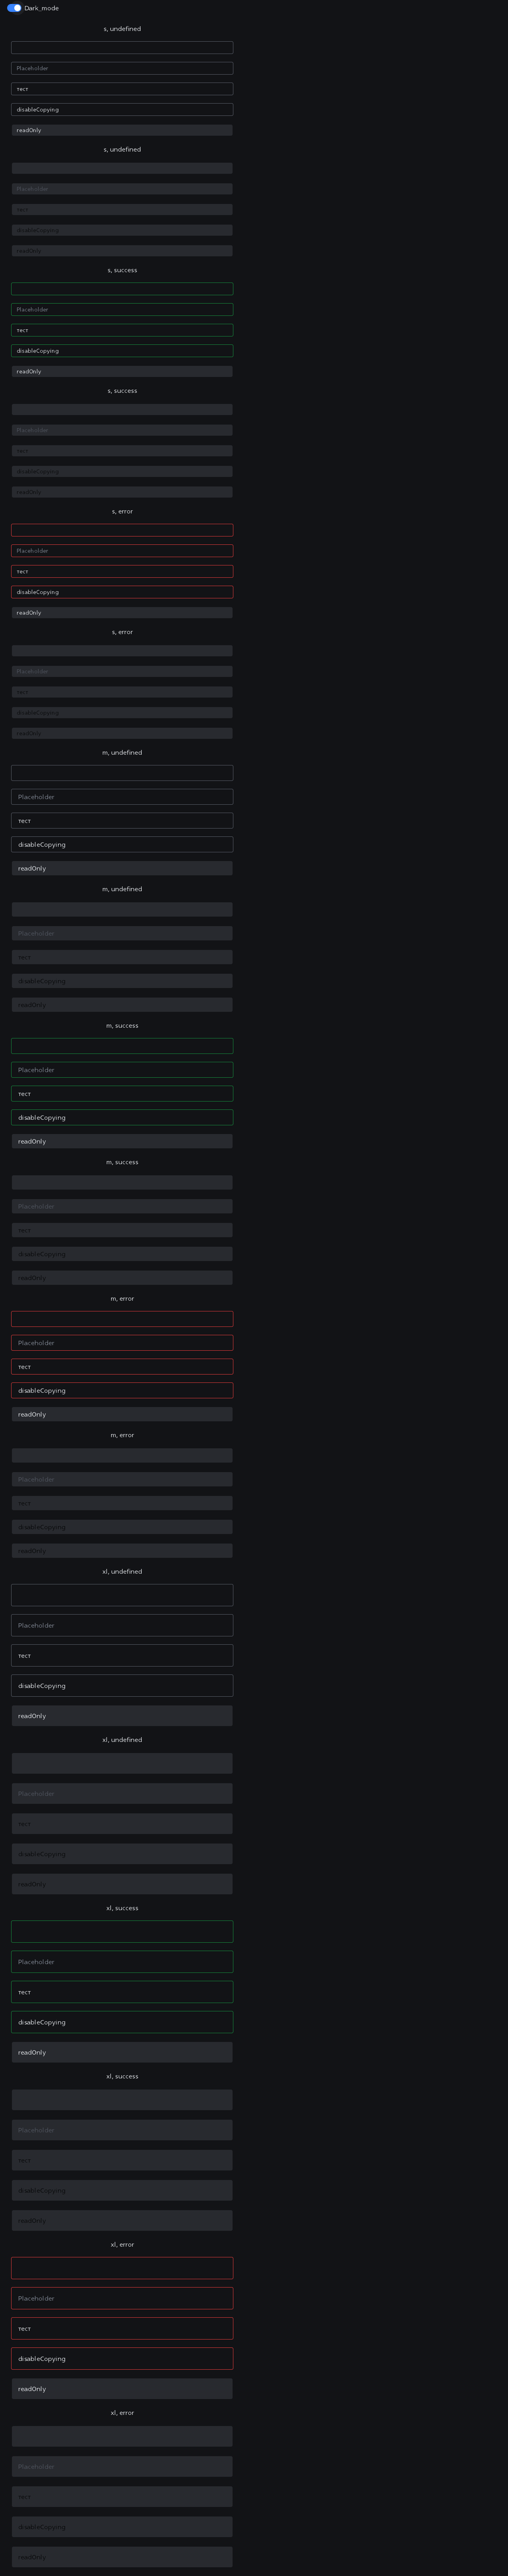 Dark_mode
s, undefined
Placeholder
тест
disableCopying
readOnly
s, undefined
Placeholder
тест
disableCopying
readOnly
s, success
Placeholder
тест
disableCopying
readOnly
s, success
Placeholder
тест
disableCopying
readOnly
s, error
Placeholder
тест
disableCopying
readOnly
s, error
Placeholder
тест
disableCopying
readOnly
m, undefined
Placeholder
тест
disableCopying
readOnly
m, undefined
Placeholder
тест
disableCopying
readOnly
m, success
Placeholder
тест
disableCopying
readOnly
m, success
Placeholder
тест
disableCopying
readOnly
m, error
Placeholder
тест
disableCopying
readOnly
m, error
Placeholder
тест
disableCopying
readOnly
xl, undefined
Placeholder
тест
disableCopying
readOnly
xl, undefined
Placeholder
тест
disableCopying
readOnly
xl, success
Placeholder
тест
disableCopying
readOnly
xl, success
Placeholder
тест
disableCopying
readOnly
xl, error
Placeholder
тест
disableCopying
readOnly
xl, error
Placeholder
тест
disableCopying
readOnly